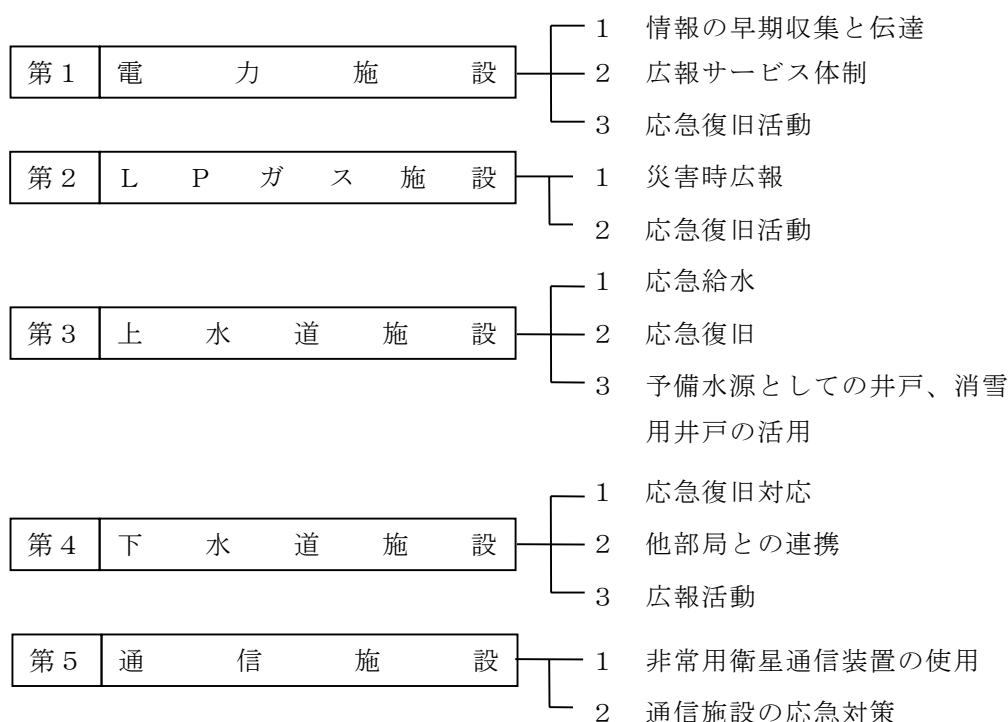 1 情報の早期収集と伝達
第1 電力施設
2 広報サービス体制
3 応急復旧活動
第2 LPガス施設
1 災害時広報
2 応急復旧活動
1 応急給水
第3 上水道施設
2 応急復旧
3 予備水源としての井戸、消雪
用井戸の活用
1 応急復旧対応
第4 下水道施設
2 他部局との連携
3 広報活動
第5 通信施設
1 非常用衛星通信装置の使用
2 通信施設の応急対策